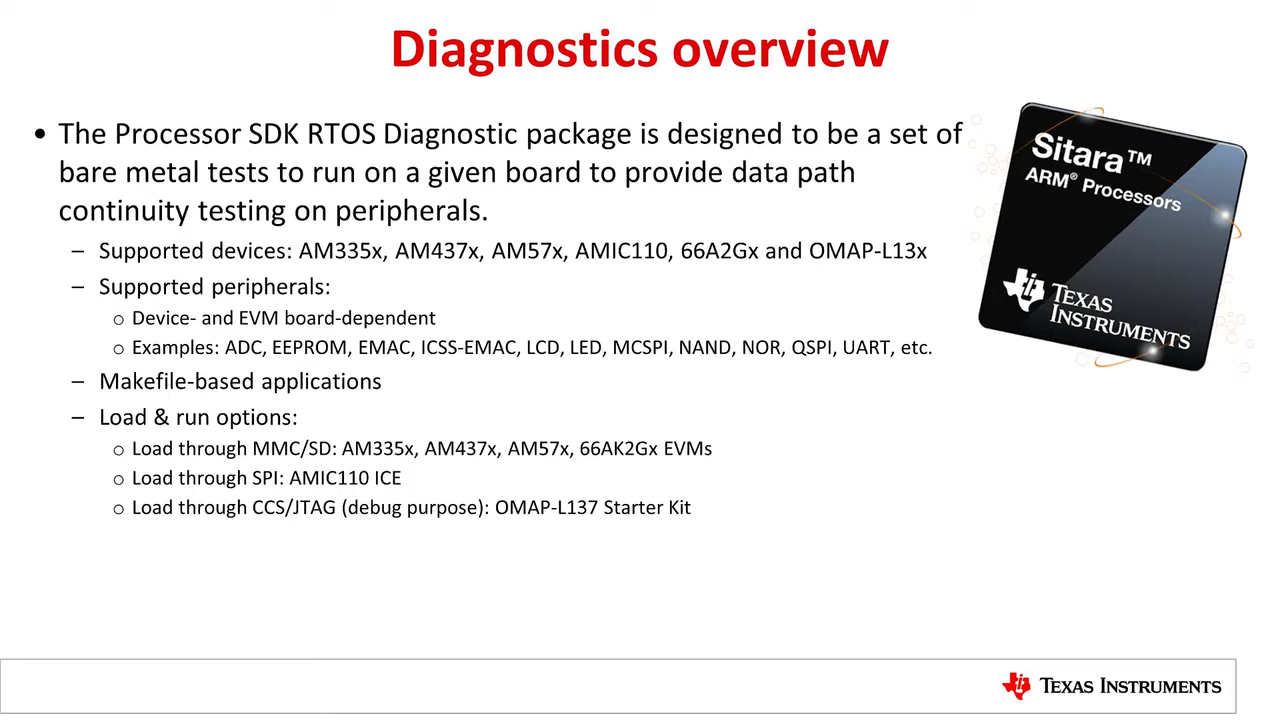 Diagnostics overview
• The Processor SDK RTOS Diagnostic package is designed to be a set of
bare metal tests to run on a given board to provide data path
continuity testing on peripherals.
– Supported devices: AM335x, AM437x, AM57x, AMIC110, 66A2Gx and OMAP-L13x
– Supported peripherals:
o Device- and EVM board-dependent
o Examples: ADC, EEPROM, EMAC, ICSS-EMAC, LCD, LED, MCSPI, NAND, NOR, QSPI, UART, etc.
– Makefile-based applications
– Load & run options:
o Load through MMC/SD: AM335x, AM437x, AM57x, 66AK2Gx EVMs
o Load through SPI: AMIC110 ICE
o Load through CCS/JTAG (debug purpose): OMAP-L137 Starter Kit
Sitara™
ARM® Processors
TEXAS
INSTRUMENTS
TEXAS INSTRUMENTS